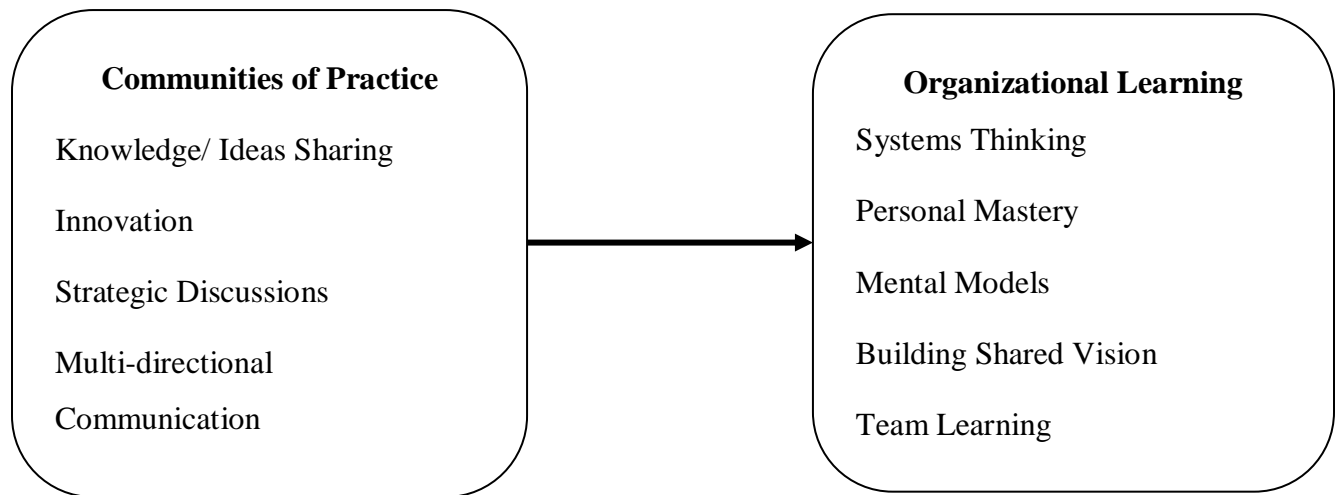 Communities of Practice
Knowledge/ Ideas Sharing
Innovation
Strategic Discussions
Multi-directional
Communication
Organizational Learning
Systems Thinking
Personal Mastery
Mental Models
Building Shared Vision
Team Learning